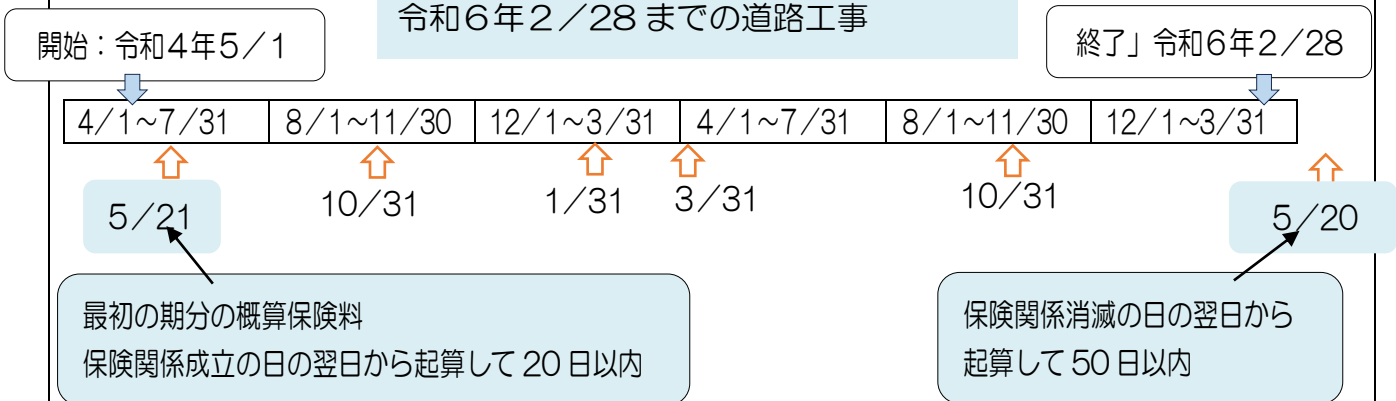 令和６年２／28 までの道路工事
開始：令和４年５／１
終了」令和６年２／28
４/１~７/31 ８/１~11/30 12/１~３/31 ４/１~７/31 ８/１~11/30 12/１~３/31
５／21 10／31 １／31 ３／31 10／31 ５／20
最初の期分の概算保険料
保険関係成立の日の翌日から起算して 20 日以内
保険関係消滅の日の翌日から
起算して 50 日以内